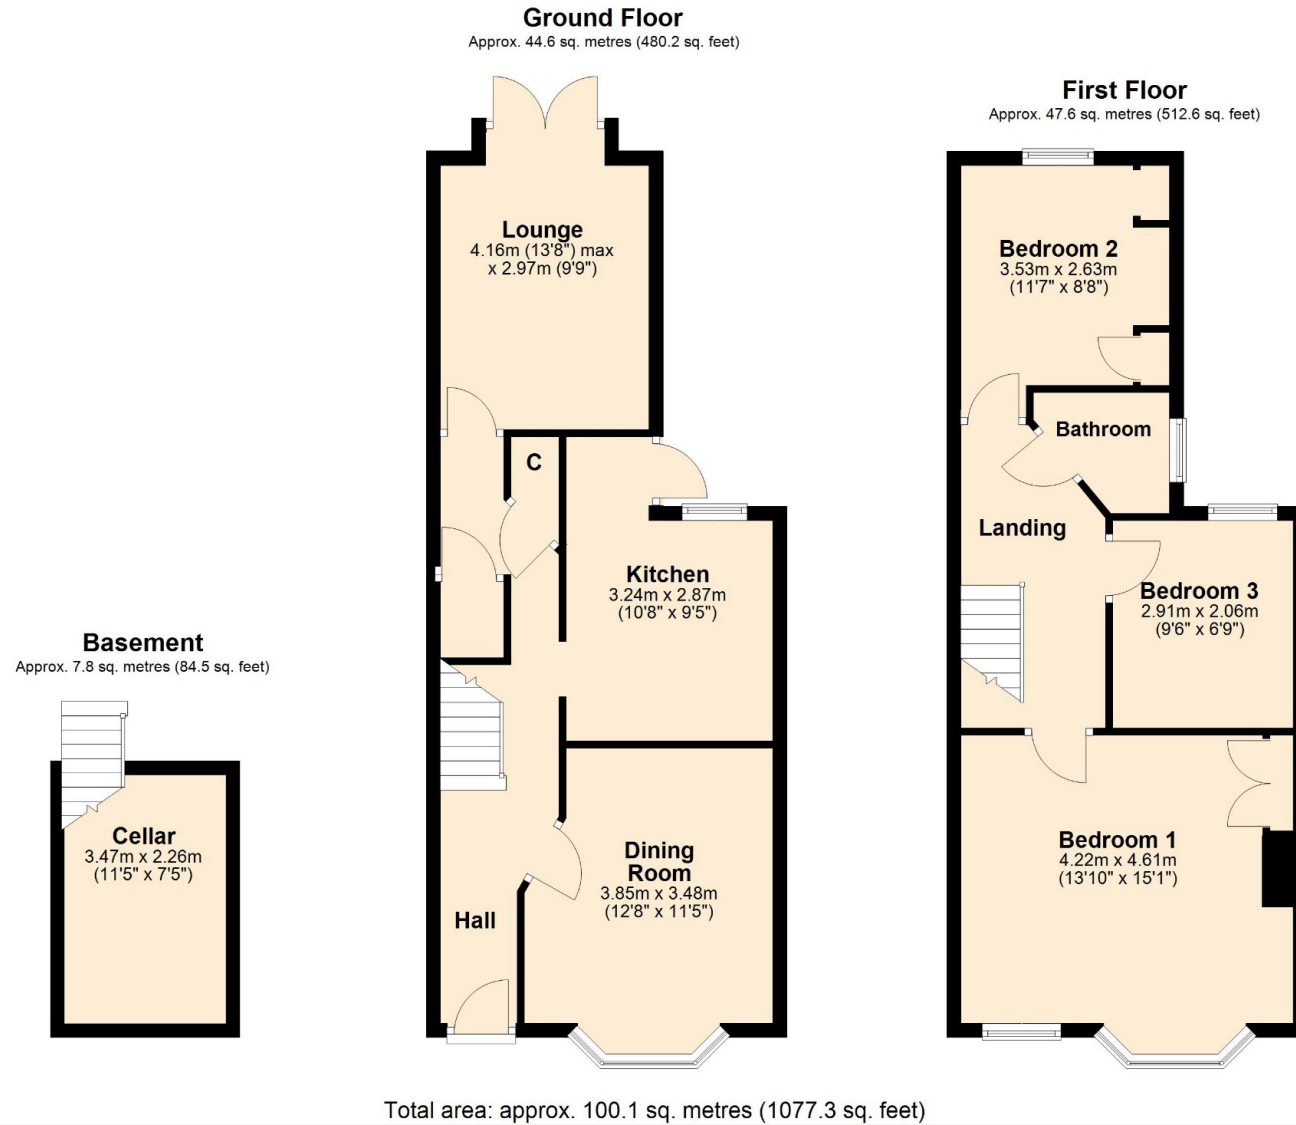 Ground Floor
Approx. 44.6 sq. metres (480.2 sq. feet)
Lounge
4.16m (13'8") max
x 2.97m (9'9")
C
Kitchen
3.24m x 2.87m
(10'8" x 9'5")
Dining
Room
3.85m x 3.48m
(12'8" x 11'5")
Hall
First Floor
Approx. 47.6 sq. metres (512.6 sq. feet)
Bedroom 2
3.53m x 2.63m
(11'7" x 8'8")
Bathroom
Landing
Bedroom 3
2.91m x 2.06m
(9'6" x 6'9")
Bedroom 1
4.22m x 4.61m
(13'10" x 15'1")
Basement
Approx. 7.8 sq. metres (84.5 sq. feet)
Cellar
3.47m x 2.26m
(11'5" x 7'5")
Total area: approx. 100.1 sq. metres (1077.3 sq. feet)